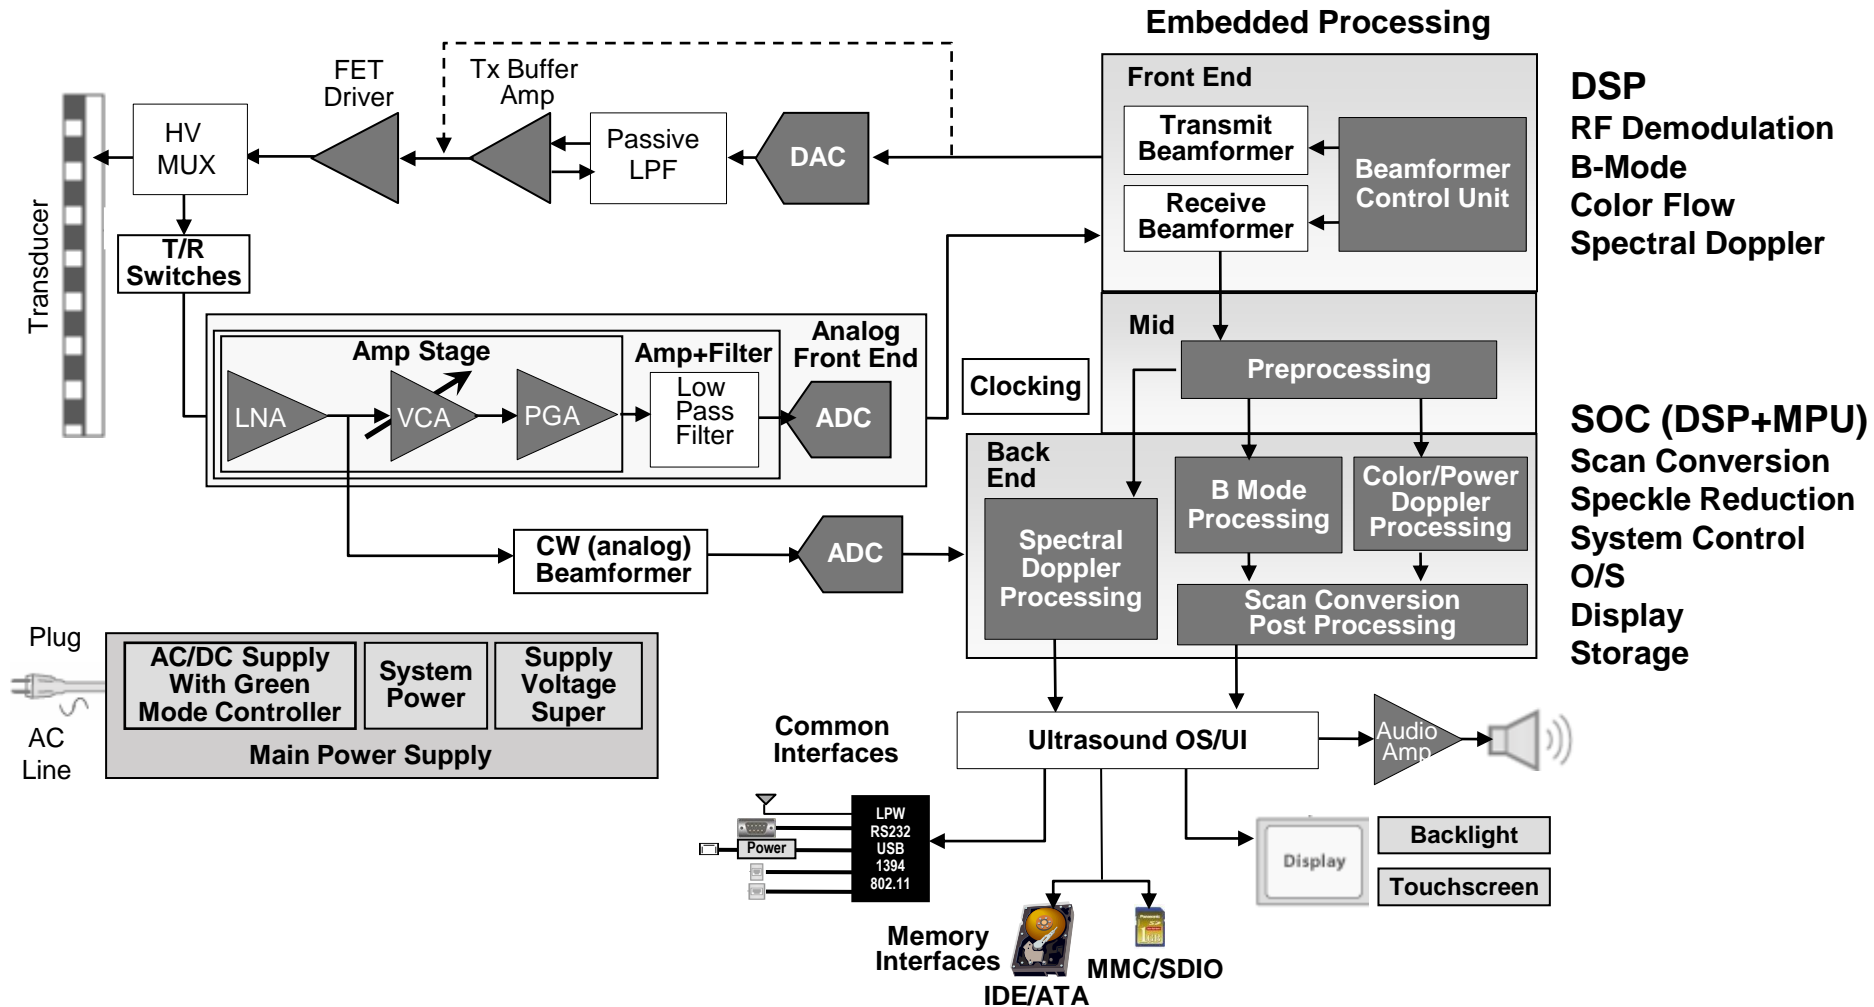 Embedded Processing
FET
Driver
Tx Buffer
Amp
HV
MUX
Passive
LPF
DAC
Transducer
T/R
Switches
Front End
Transmit
Beamformer
Receive
Beamformer
Beamformer
Control Unit
DSP
RF Demodulation
B-Mode
Color Flow
Spectral Doppler
Analog
Front End
Amp Stage
Amp+Filter
LNA
VCA
PGA
Low
Pass
Filter
ADC
Clocking
Mid
Preprocessing
Back
End
Spectral
Doppler
Processing
B Mode
Processing
Color/Power
Doppler
Processing
Scan Conversion
Post Processing
SOC (DSP+MPU)
Scan Conversion
Speckle Reduction
System Control
O/S
Display
Storage
CW (analog)
Beamformer
ADC
Plug
AC
Line
AC/DC Supply
With Green
Mode Controller
System
Power
Supply
Voltage
Super
Main Power Supply
Common
Interfaces
Ultrasound OS/UI
Audio
Amp
LPW
RS232
USB
1394
802.11
Power
Display
Backlight
Touchscreen
Memory
Interfaces
IDE/ATA
Panasonic
MMC/SDIO